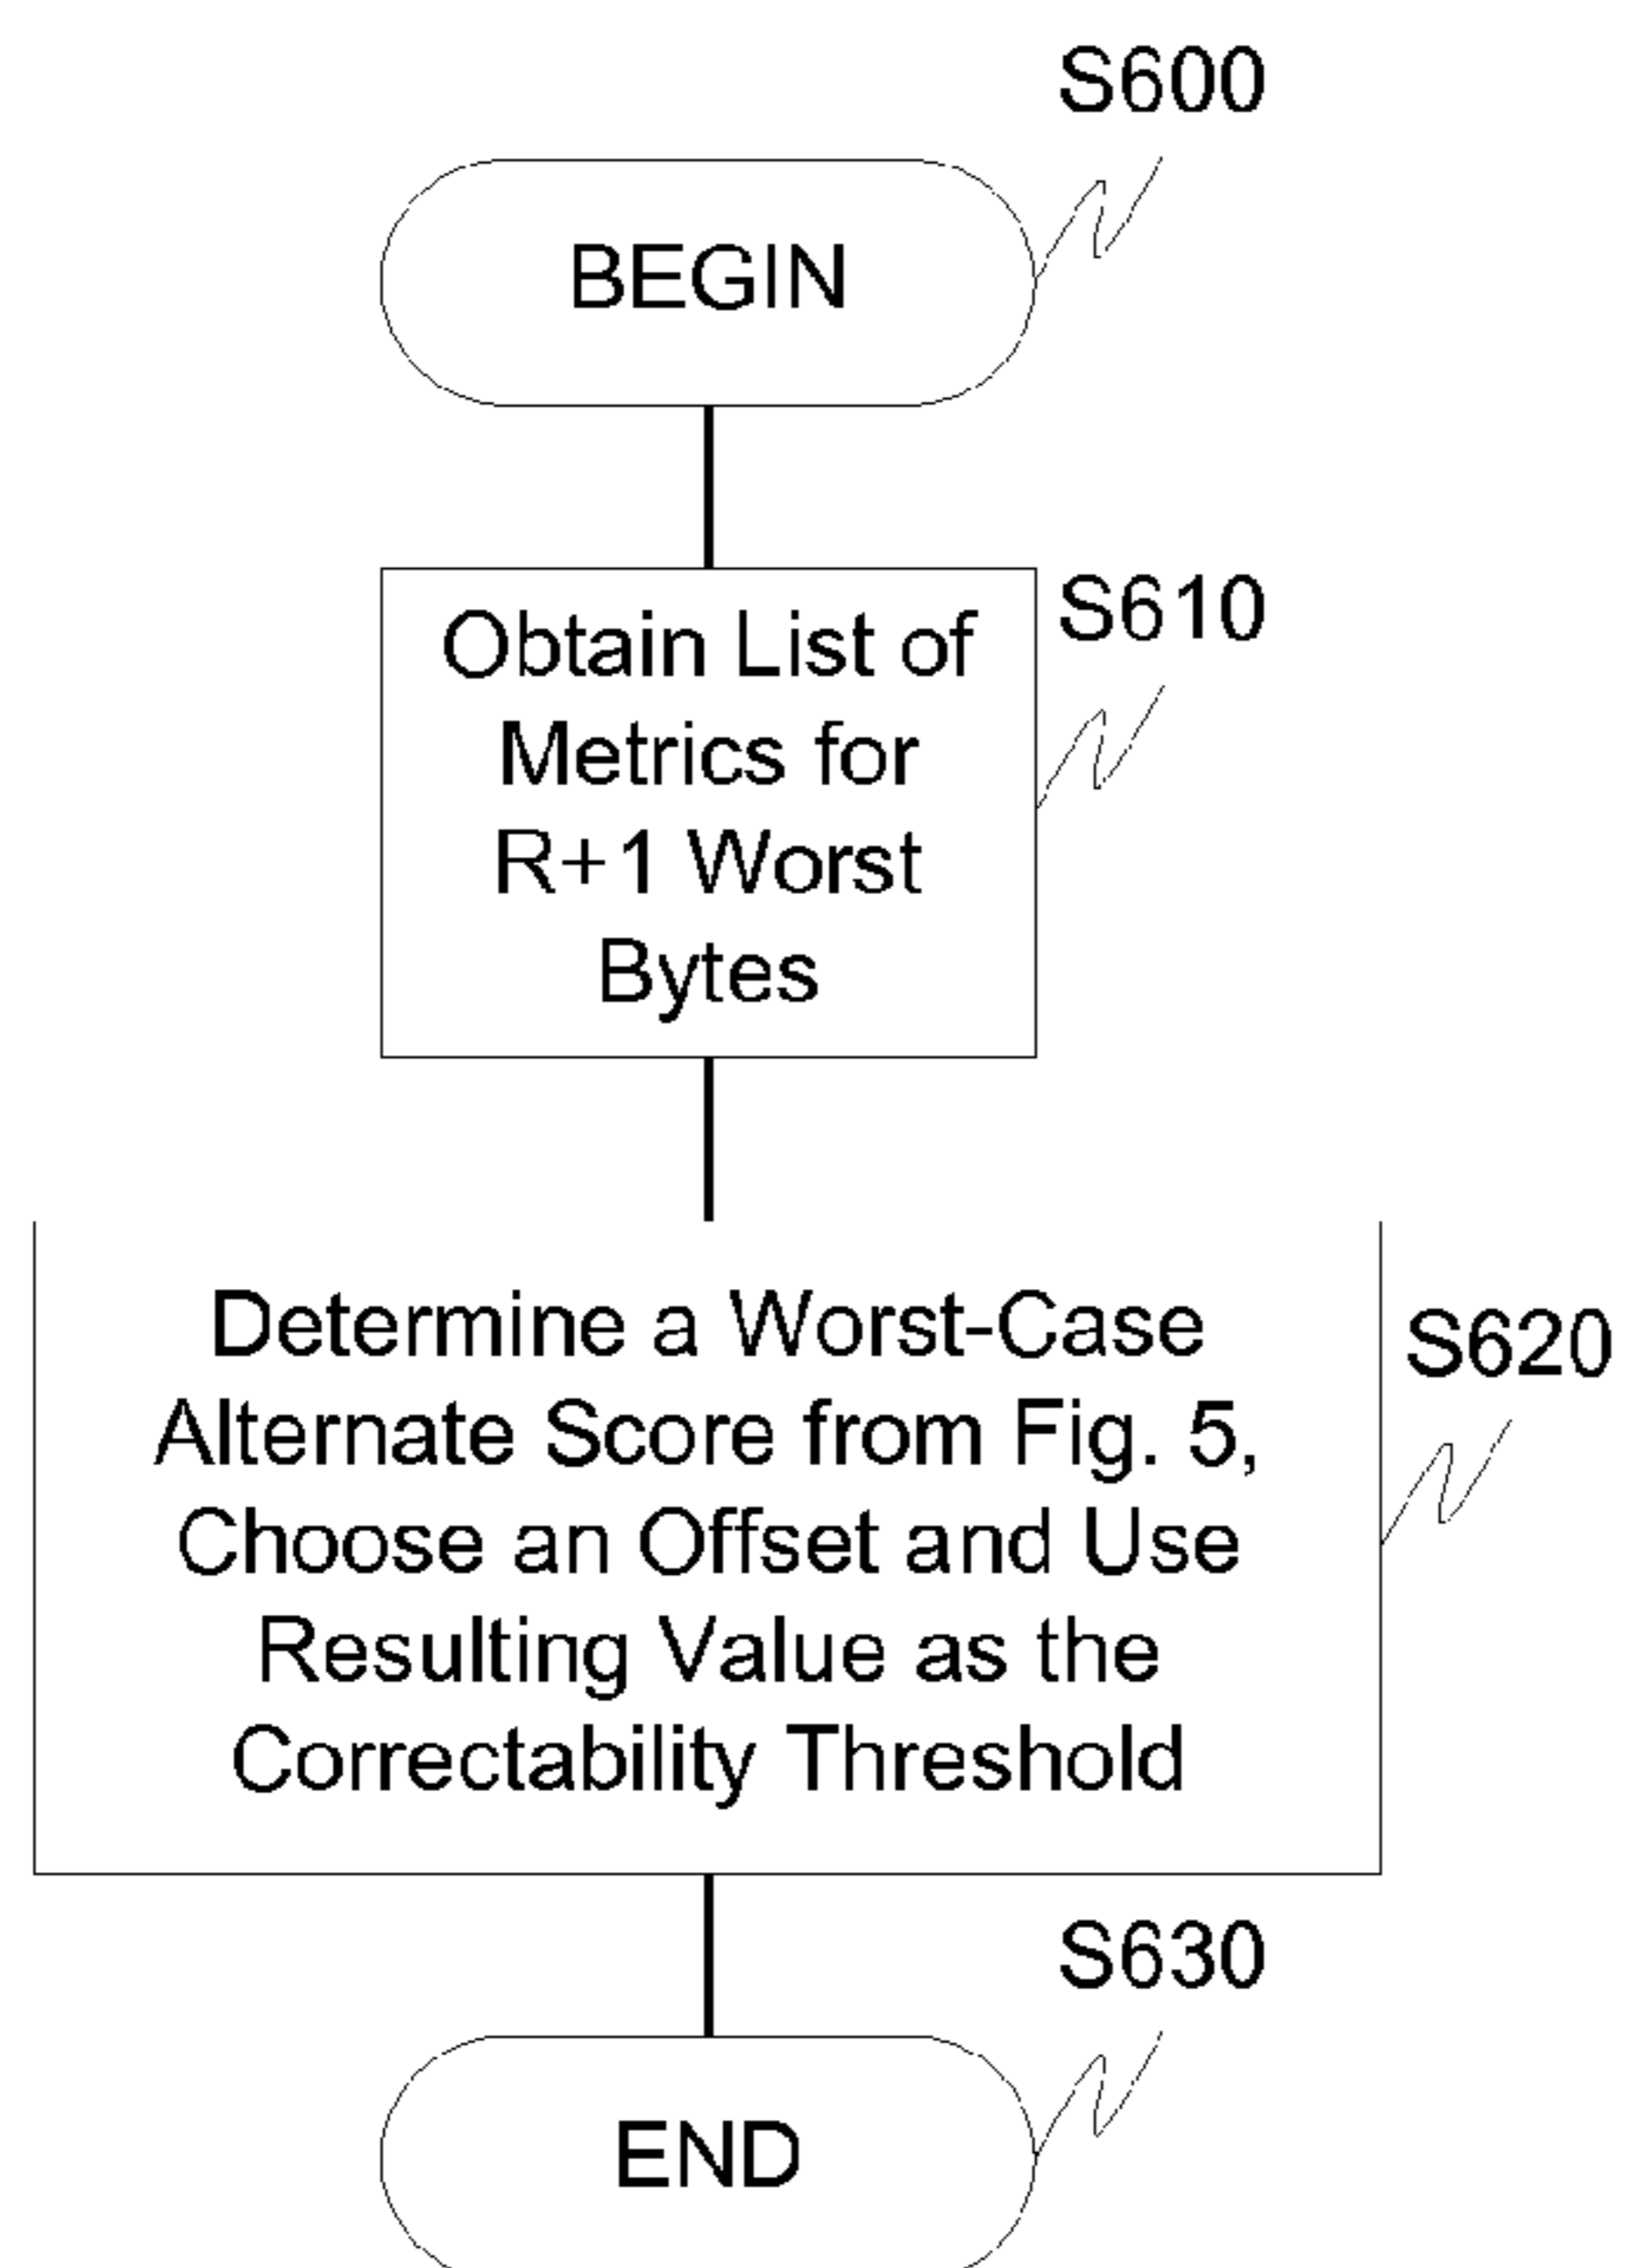 S600
BEGIN
S610
Obtain List of
Metrics for
R+1 Worst
Bytes
S620
Determine a Worst-Case
Alternate Score from Fig. 5,
Choose an Offset and Use
Resulting Value as the
Correctability Threshold
S630
END